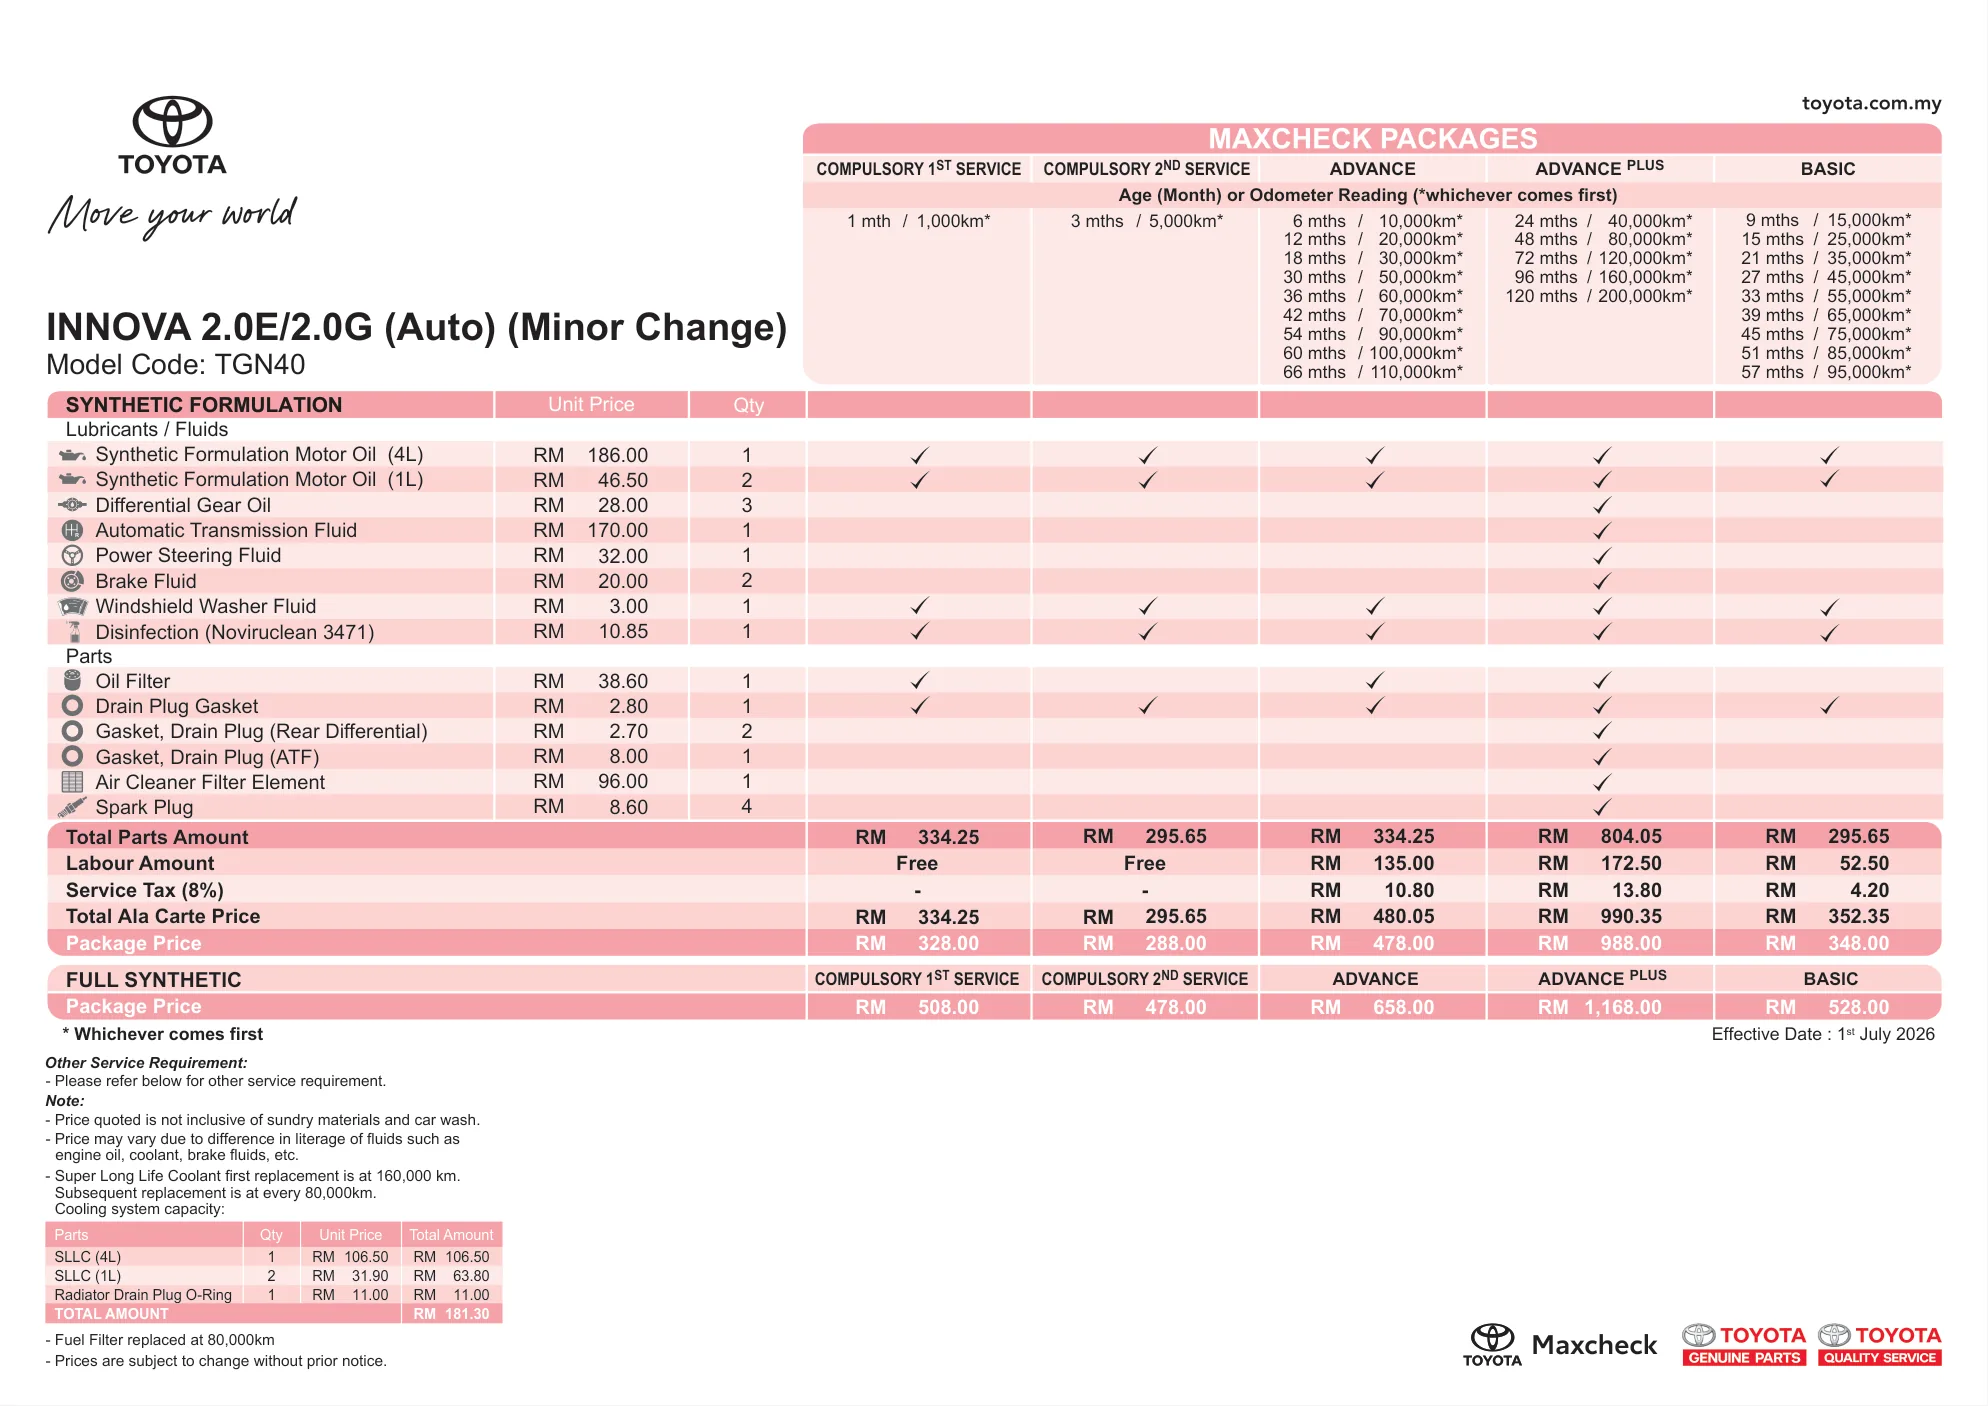 toyota.com.my
TOYOTA
Move your world
INNOVA 2.0E/2.0G (Auto) (Minor Change)
Model Code: TGN40
MAXCHECK PACKAGES
COMPULSORY 1ST SERVICE COMPULSORY 2ND SERVICE ADVANCE ADVANCE PLUS BASIC
Age (Month) or Odometer Reading (*whichever comes first)
1 mth / 1,000km* 3 mths / 5,000km* 6 mths / 10,000km* 24 mths / 40,000km* 9 mths / 15,000km*
12 mths / 20,000km* 48 mths / 80,000km* 15 mths / 25,000km*
18 mths / 30,000km* 72 mths / 120,000km* 21 mths / 35,000km*
30 mths / 50,000km* 96 mths / 160,000km* 27 mths / 45,000km*
36 mths / 60,000km* 120 mths / 200,000km* 33 mths / 55,000km*
42 mths / 70,000km* 39 mths / 65,000km*
54 mths / 90,000km* 45 mths / 75,000km*
60 mths / 100,000km* 51 mths / 85,000km*
66 mths / 110,000km* 57 mths / 95,000km*
SYNTHETIC FORMULATION Unit Price Qty
Lubricants / Fluids
Synthetic Formulation Motor Oil (4L) RM 186.00 1 ✓ ✓ ✓ ✓ ✓
Synthetic Formulation Motor Oil (1L) RM 46.50 2 ✓ ✓ ✓ ✓ ✓
Differential Gear Oil RM 28.00 3 ✓
Automatic Transmission Fluid RM 170.00 1 ✓
Power Steering Fluid RM 32.00 1 ✓
Brake Fluid RM 20.00 2 ✓
Windshield Washer Fluid RM 3.00 1 ✓ ✓ ✓ ✓ ✓
Disinfection (Noviruclean 3471) RM 10.85 1 ✓ ✓ ✓ ✓ ✓
Parts
Oil Filter RM 38.60 1 ✓ ✓ ✓
Drain Plug Gasket RM 2.80 1 ✓ ✓ ✓ ✓ ✓
Gasket, Drain Plug (Rear Differential) RM 2.70 2 ✓
Gasket, Drain Plug (ATF) RM 8.00 1 ✓
Air Cleaner Filter Element RM 96.00 1 ✓
Spark Plug RM 8.60 4 ✓
Total Parts Amount RM 334.25 RM 295.65 RM 334.25 RM 804.05 RM 295.65
Labour Amount Free Free RM 135.00 RM 172.50 RM 52.50
Service Tax (8%) - - RM 10.80 RM 13.80 RM 4.20
Total Ala Carte Price RM 334.25 RM 295.65 RM 480.05 RM 990.35 RM 352.35
Package Price RM 328.00 RM 288.00 RM 478.00 RM 988.00 RM 348.00
FULL SYNTHETIC COMPULSORY 1ST SERVICE COMPULSORY 2ND SERVICE ADVANCE ADVANCE PLUS BASIC
Package Price RM 508.00 RM 478.00 RM 658.00 RM 1,168.00 RM 528.00
* Whichever comes first Effective Date : 1st July 2026
Other Service Requirement:
- Please refer below for other service requirement.
Note:
- Price quoted is not inclusive of sundry materials and car wash.
- Price may vary due to difference in literage of fluids such as
engine oil, coolant, brake fluids, etc.
- Super Long Life Coolant first replacement is at 160,000 km.
Subsequent replacement is at every 80,000km.
Cooling system capacity:
Parts Qty Unit Price Total Amount
SLLC (4L) 1 RM 106.50 RM 106.50
SLLC (1L) 2 RM 31.90 RM 63.80
Radiator Drain Plug O-Ring 1 RM 11.00 RM 11.00
TOTAL AMOUNT RM 181.30
- Fuel Filter replaced at 80,000km
- Prices are subject to change without prior notice.
TOYOTA Maxcheck
TOYOTA GENUINE PARTS
TOYOTA QUALITY SERVICE